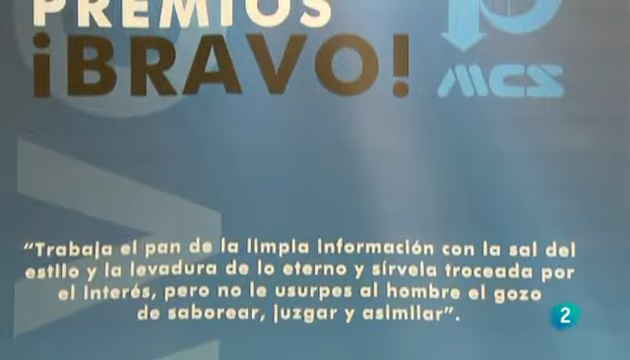 PREMIOS
¡BRAVO!
MCS
“Trabaja el pan de la limpia información con la sal del
estilo y la levadura de lo eterno y sírvela troceada por
el interés, pero no le usurpes al hombre el gozo
de saborear, juzgar y asimilar”.
2